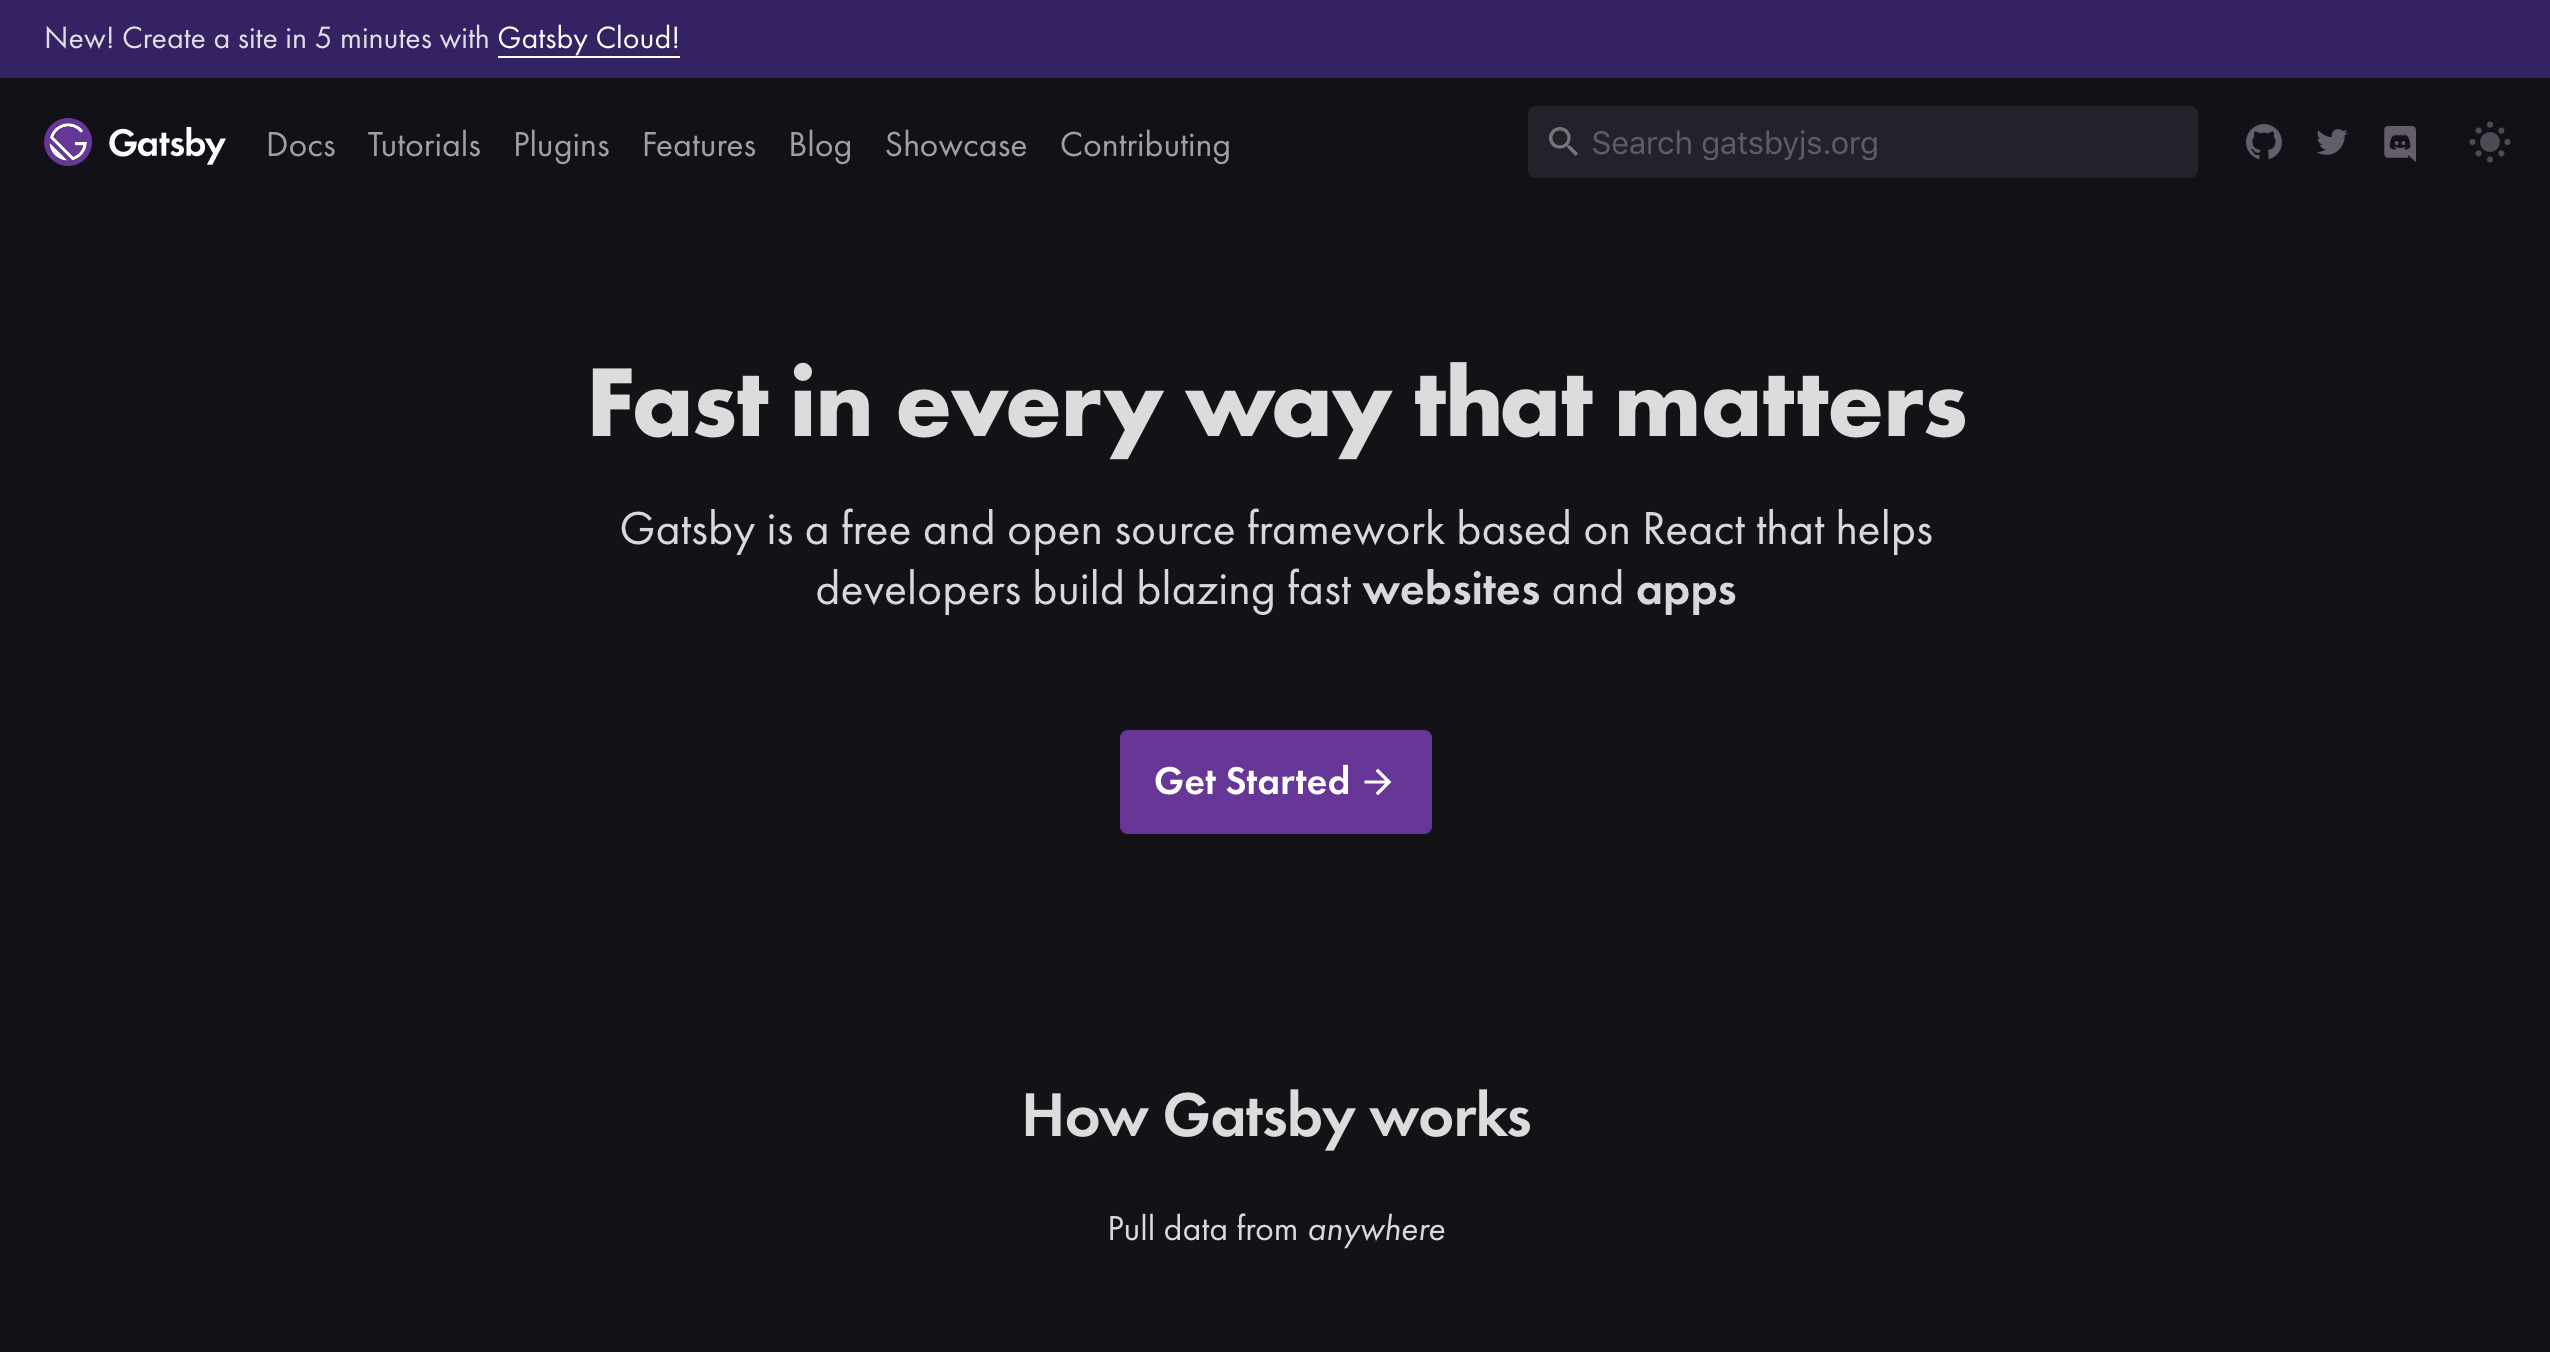 New! Create a site in 5 minutes with Gatsby Cloud!
Gatsby Docs Tutorials Plugins Features Blog Showcase Contributing Search gatsbyjs.org
Fast in every way that matters
Gatsby is a free and open source framework based on React that helps
developers build blazing fast websites and apps
Get Started →
How Gatsby works
Pull data from anywhere